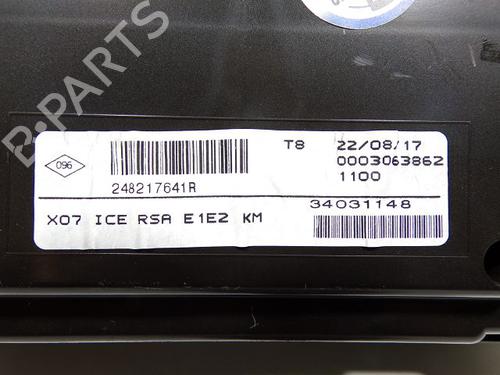 T8 22/08/17
096 0003063862
248217641R 1100
34031148
X07 ICE RSA E1E2 KM
B-PARTS